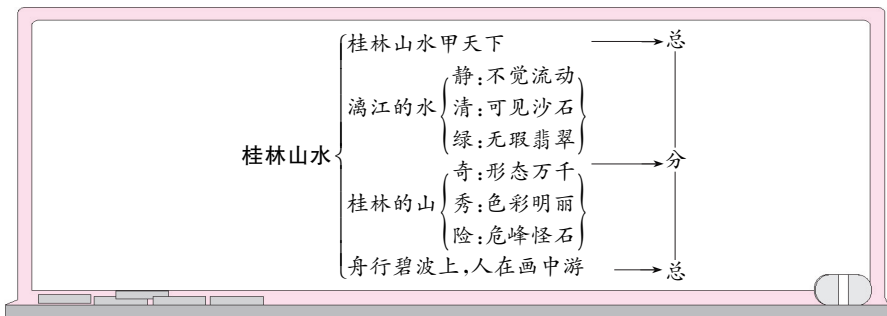 桂林山水甲天下 总
静:不觉流动
漓江的水 清:可见沙石
绿:无瑕翡翠
桂林山水 分
奇:形态万千
桂林的山 秀:色彩明丽
险:危峰怪石
舟行碧波上,人在画中游 总